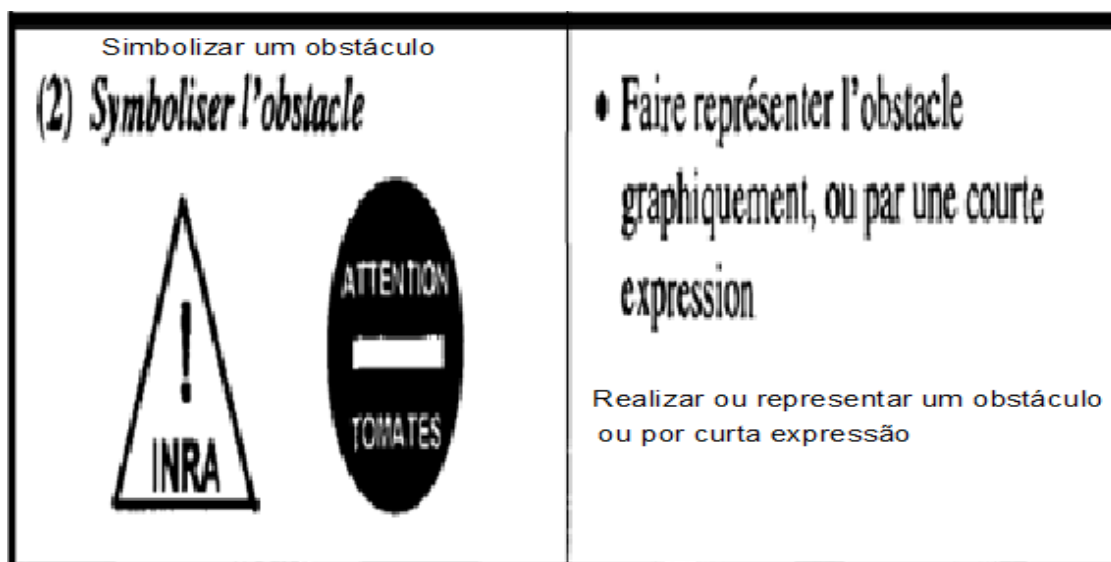 Simbolizar um obstáculo
(2) Symboliser l'obstacle
!
INRA
ATTENTION
TOMATES
• Faire représenter l'obstacle
graphiquement, ou par une courte
expression
Realizar ou representar um obstáculo
ou por curta expressão